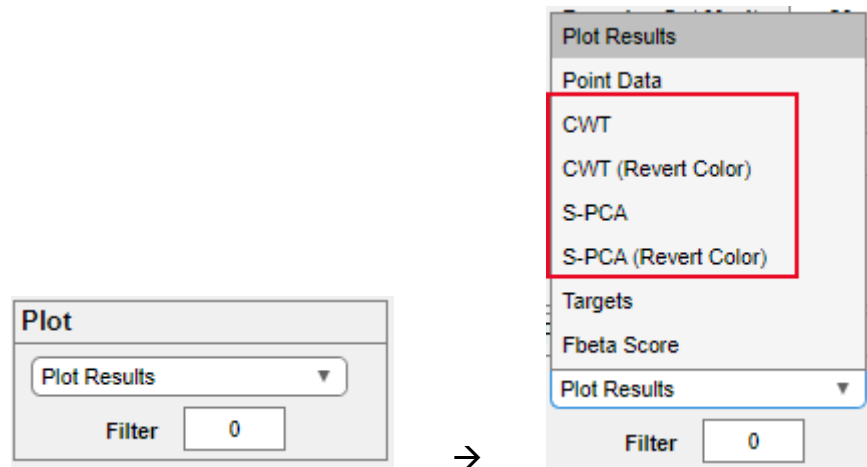 Plot
Plot Results
Filter 0
→
Plot Results
Point Data
CWT
CWT (Revert Color)
S-PCA
S-PCA (Revert Color)
Targets
Fbeta Score
Plot Results
Filter 0